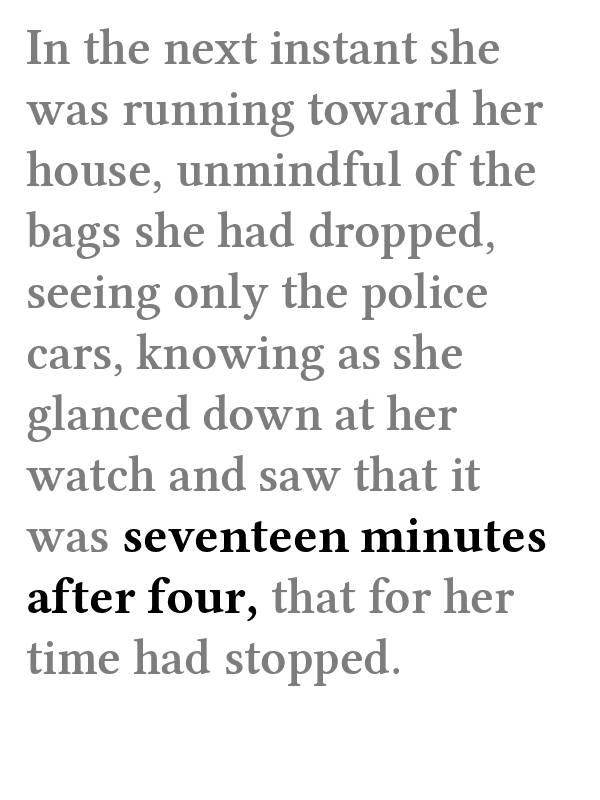 In the next instant she
was running toward her
house, unmindful of the
bags she had dropped,
seeing only the police
cars, knowing as she
glanced down at her
watch and saw that it
was seventeen minutes
after four, that for her
time had stopped.